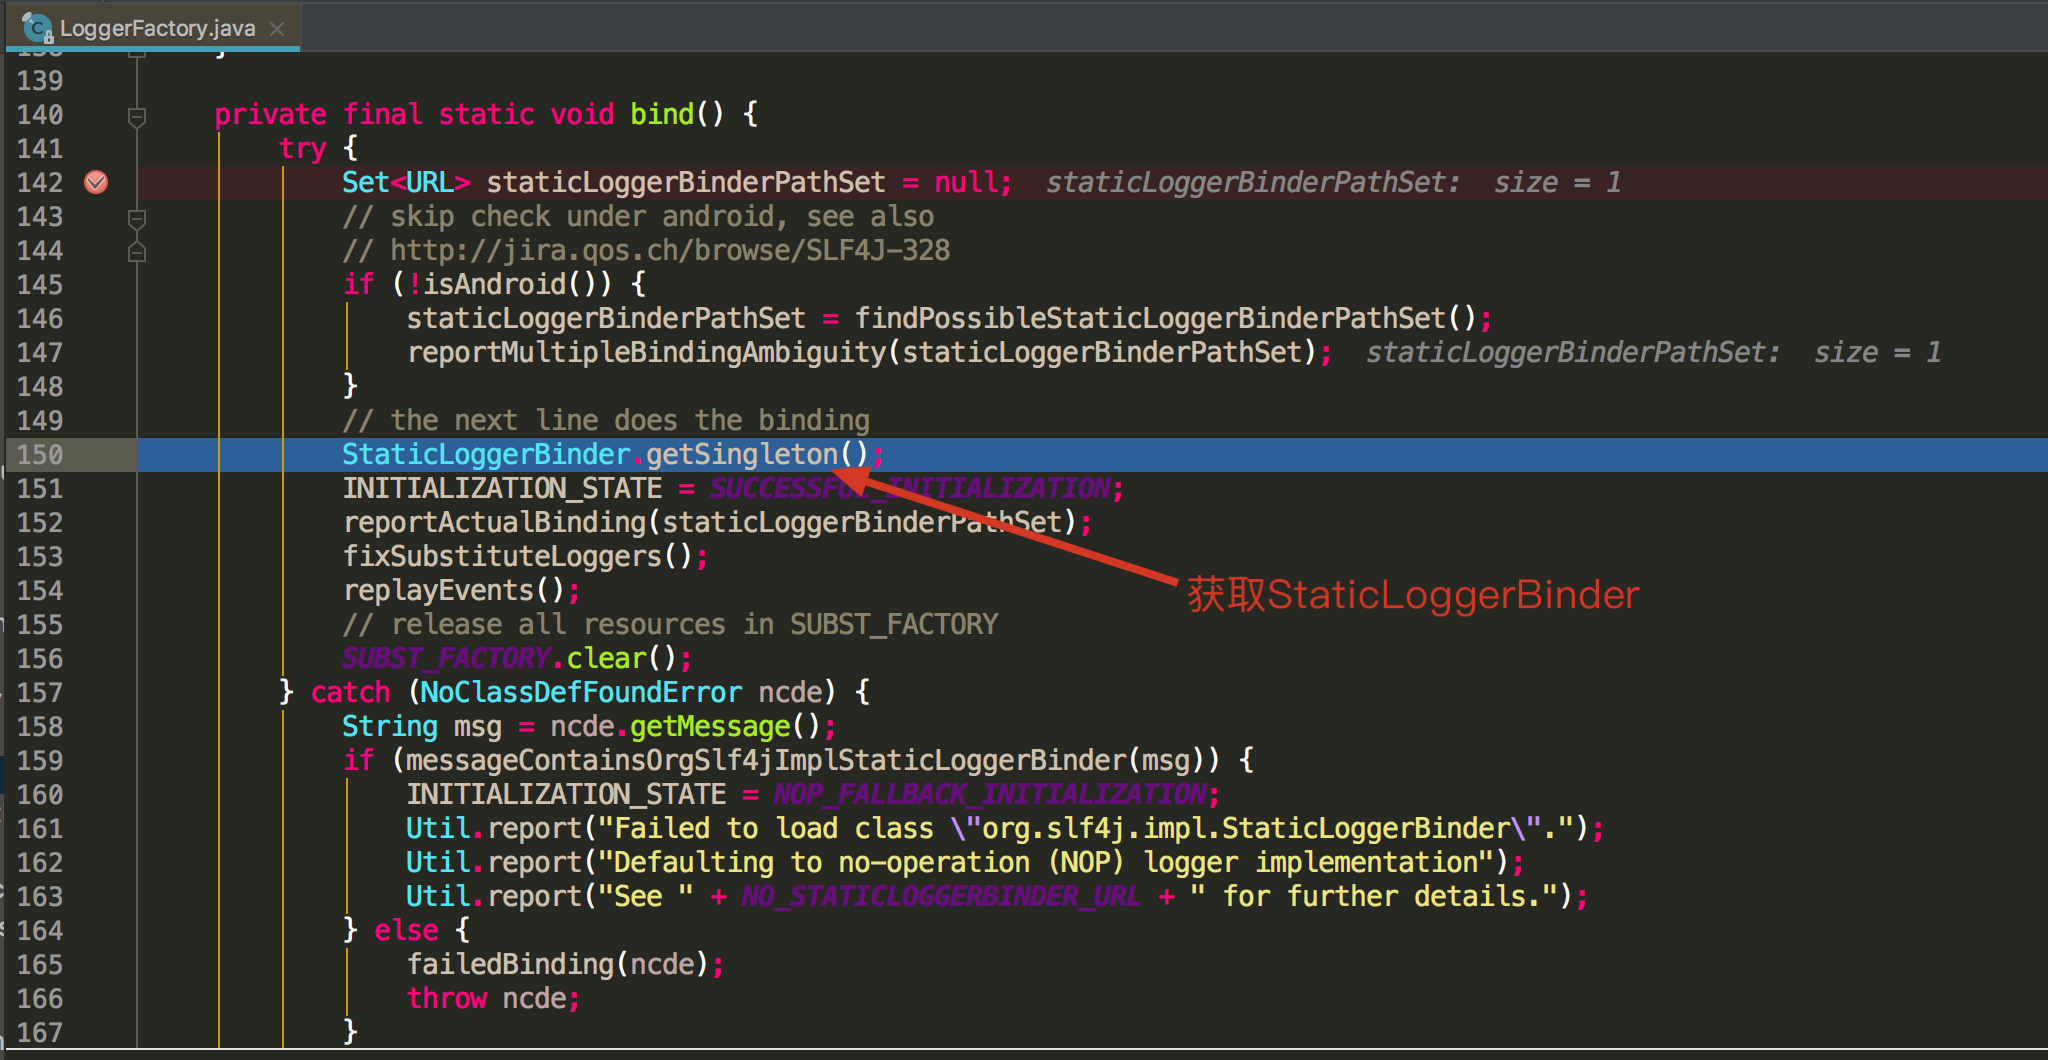 LoggerFactory.java
139
140 private final static void bind() {
141 try {
142 Set<URL> staticLoggerBinderPathSet = null; staticLoggerBinderPathSet: size = 1
143 // skip check under android, see also
144 // http://jira.qos.ch/browse/SLF4J-328
145 if (!isAndroid()) {
146 staticLoggerBinderPathSet = findPossibleStaticLoggerBinderPathSet();
147 reportMultipleBindingAmbiguity(staticLoggerBinderPathSet); staticLoggerBinderPathSet: size = 1
148 }
149 // the next line does the binding
150 StaticLoggerBinder.getSingleton();
151 INITIALIZATION_STATE = SUCCESSFUL_INITIALIZATION;
152 reportActualBinding(staticLoggerBinderPathSet);
153 fixSubstituteLoggers();
154 replayEvents();
获取StaticLoggerBinder
155 // release all resources in SUBST_FACTORY
156 SUBST_FACTORY.clear();
157 } catch (NoClassDefFoundError ncde) {
158 String msg = ncde.getMessage();
159 if (messageContainsOrgSlf4jImplStaticLoggerBinder(msg)) {
160 INITIALIZATION_STATE = NOP_FALLBACK_INITIALIZATION;
161 Util.report("Failed to load class \"org.slf4j.impl.StaticLoggerBinder\".");
162 Util.report("Defaulting to no-operation (NOP) logger implementation");
163 Util.report("See " + NO_STATICLOGGERBINDER_URL + " for further details.");
164 } else {
165 failedBinding(ncde);
166 throw ncde;
167 }